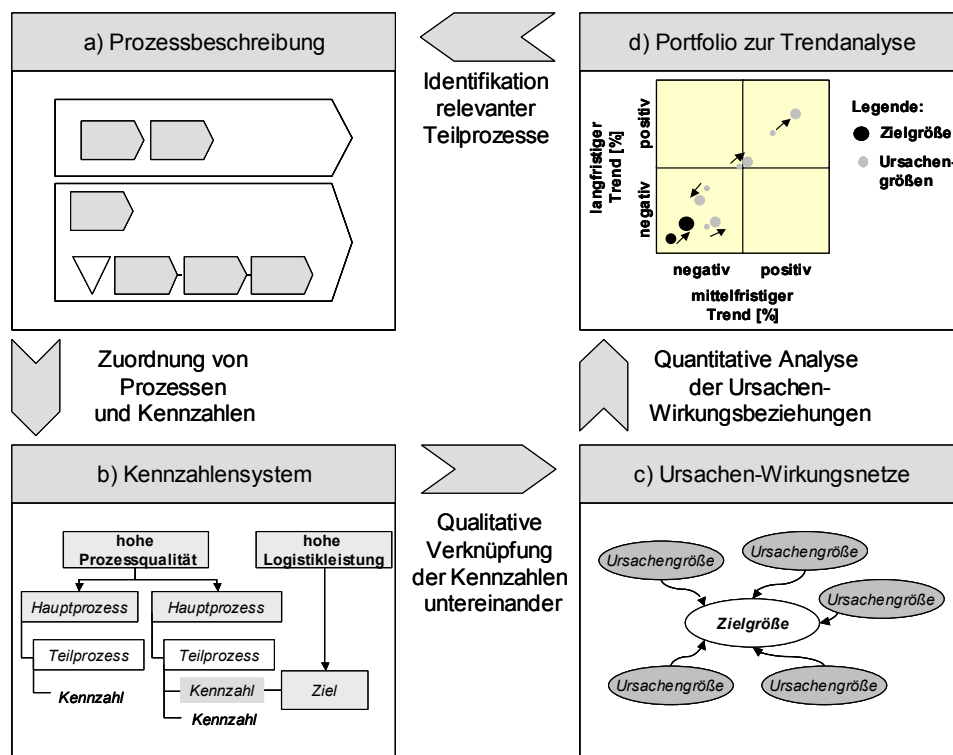 a) Prozessbeschreibung
Identifikation
relevanter
Teilprozesse
d) Portfolio zur Trendanalyse
langfristiger
Trend [%]
negativ
positiv
negativ
positiv
mittelfristiger
Trend [%]
Legende:
Zielgröße
Ursachen-
größen
Zuordnung von
Prozessen
und Kennzahlen
Quantitative Analyse
der Ursachen-
Wirkungsbeziehungen
b) Kennzahlensystem
hohe
Prozessqualität
hohe
Logistikleistung
Hauptprozess
Hauptprozess
Teilprozess
Teilprozess
Kennzahl
Kennzahl
Ziel
Kennzahl
Qualitative
Verknüpfung
der Kennzahlen
untereinander
c) Ursachen-Wirkungsnetze
Ursachengröße
Ursachengröße
Ursachengröße
Zielgröße
Ursachengröße
Ursachengröße